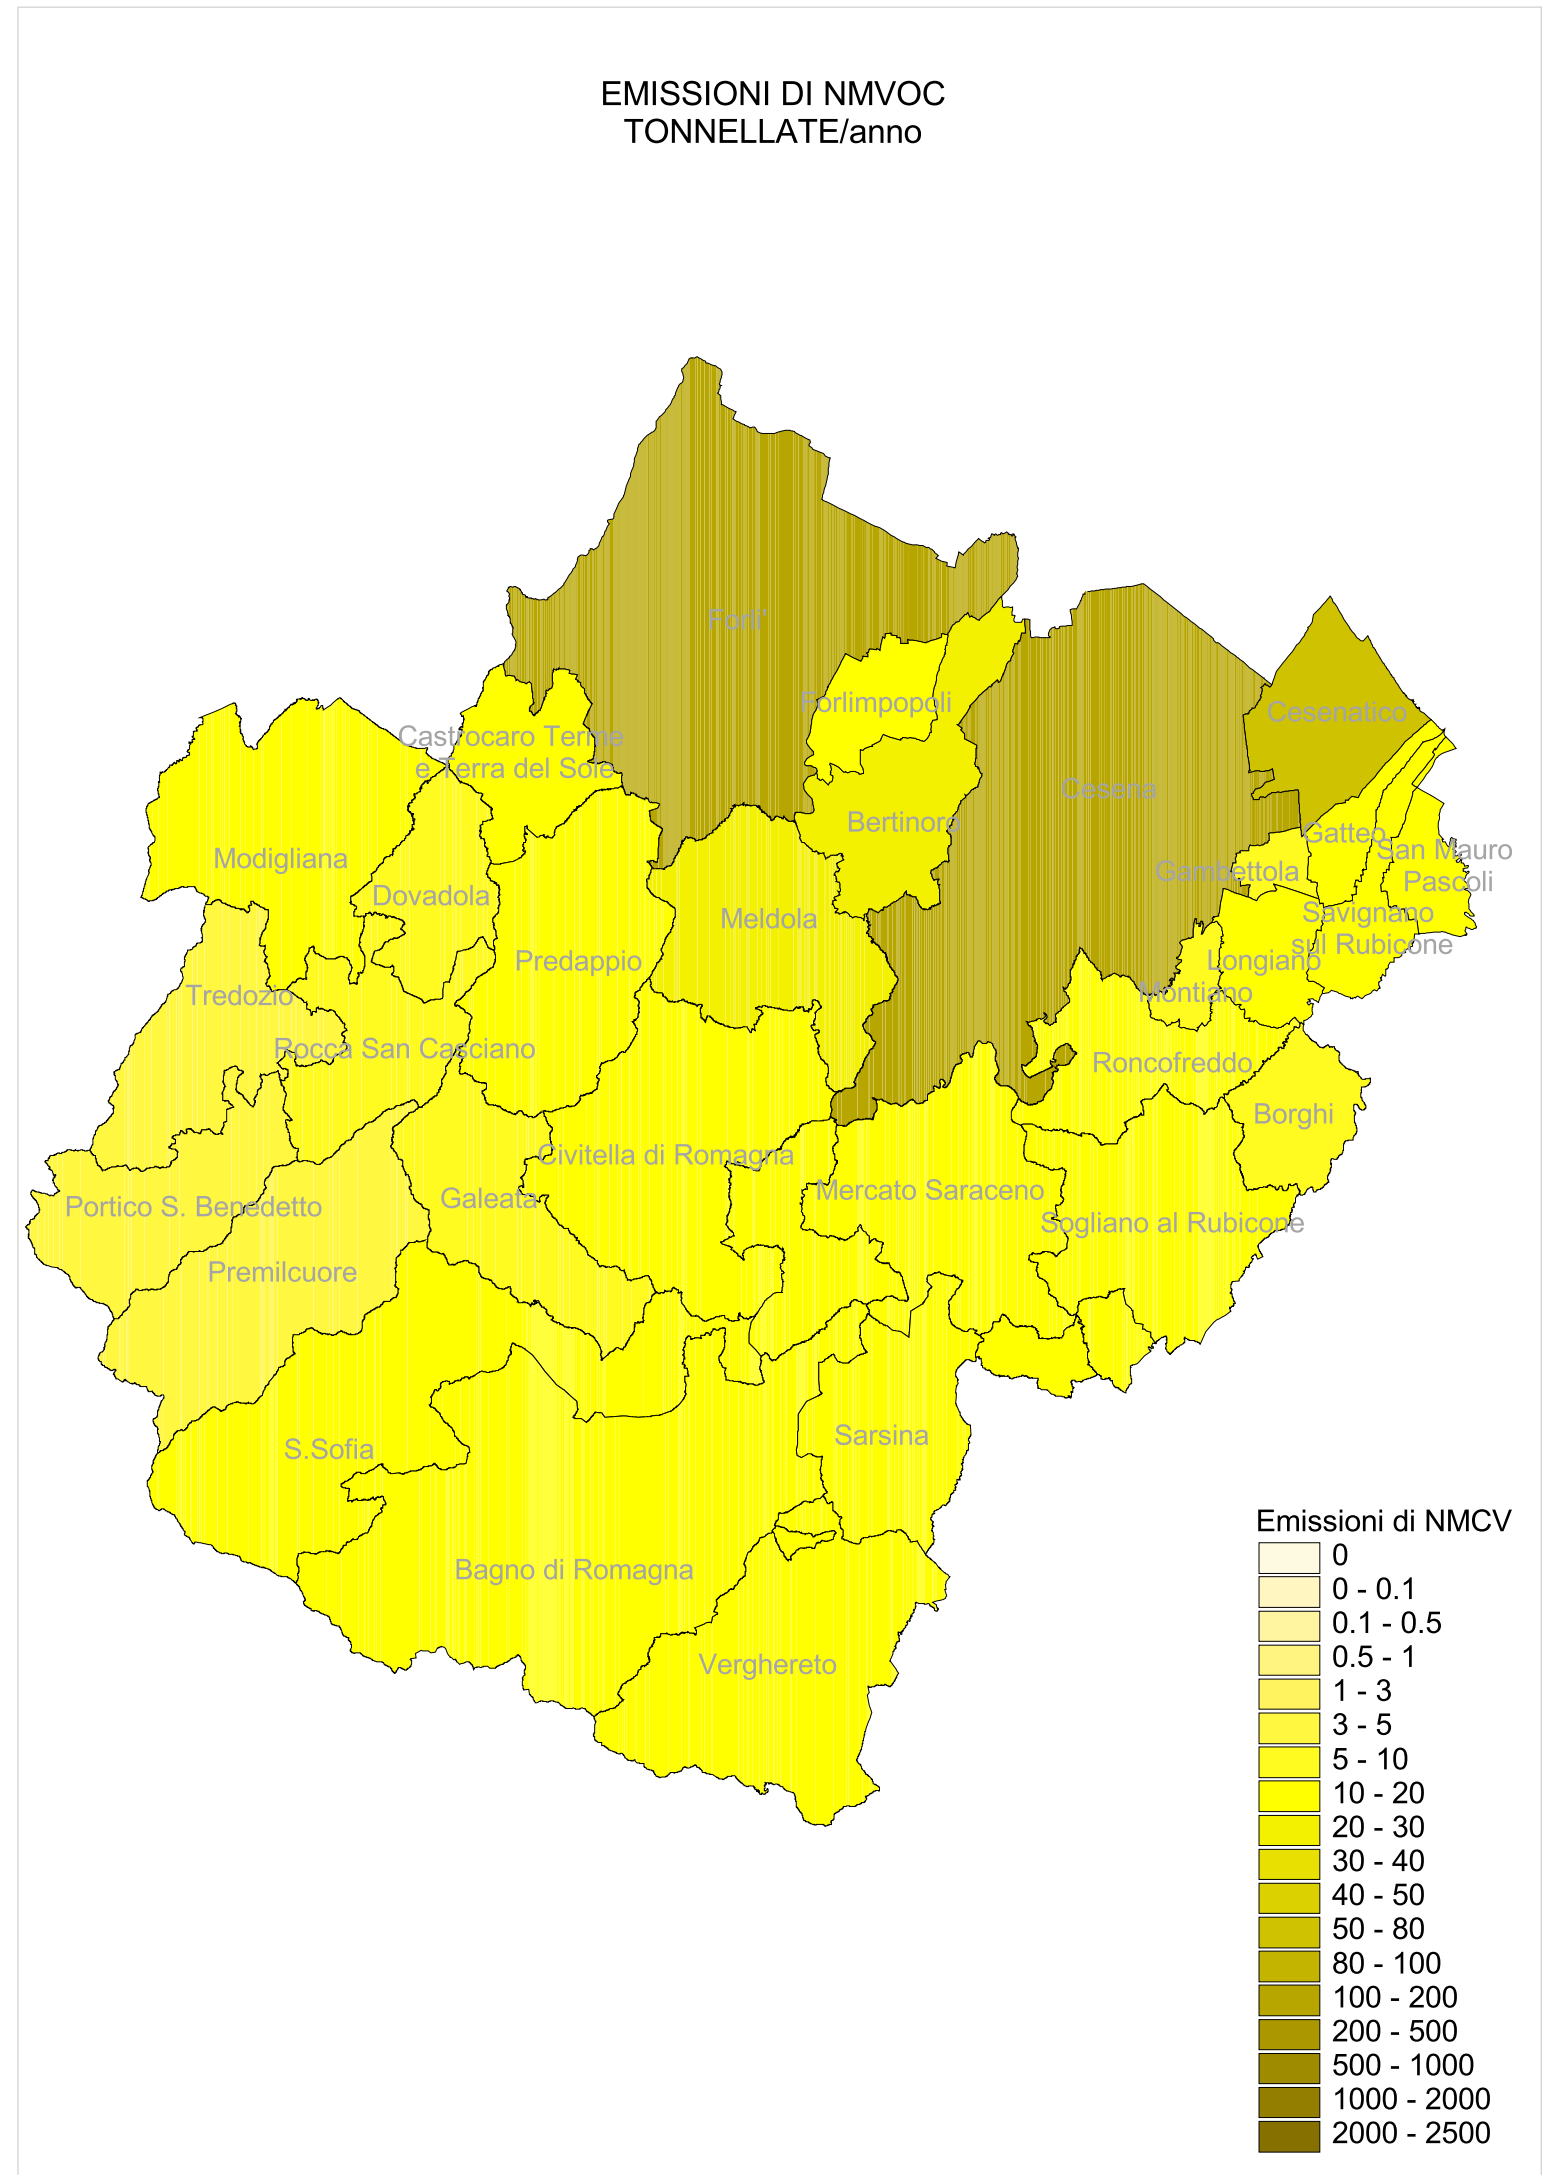 EMISSIONI DI NMVOC
TONNELLATE/anno
Forli'
Forlimpopoli
Cesenatico
Castrocaro Terme
e Terra del Sole
Cesena
Bertinoro
Gatteo
San Mauro
Pascoli
Modigliana
Gambettola
Dovadola
Meldola
Savignano
sul Rubicone
Predappio
Longiano
Tredozio
Montiano
Rocca San Casciano
Roncofreddo
Borghi
Civitella di Romagna
Galeata
Mercato Saraceno
Portico S. Benedetto
Sogliano al Rubicone
Premilcuore
Sarsina
S.Sofia
Bagno di Romagna
Verghereto
Emissioni di NMCV
0
0 - 0.1
0.1 - 0.5
0.5 - 1
1 - 3
3 - 5
5 - 10
10 - 20
20 - 30
30 - 40
40 - 50
50 - 80
80 - 100
100 - 200
200 - 500
500 - 1000
1000 - 2000
2000 - 2500